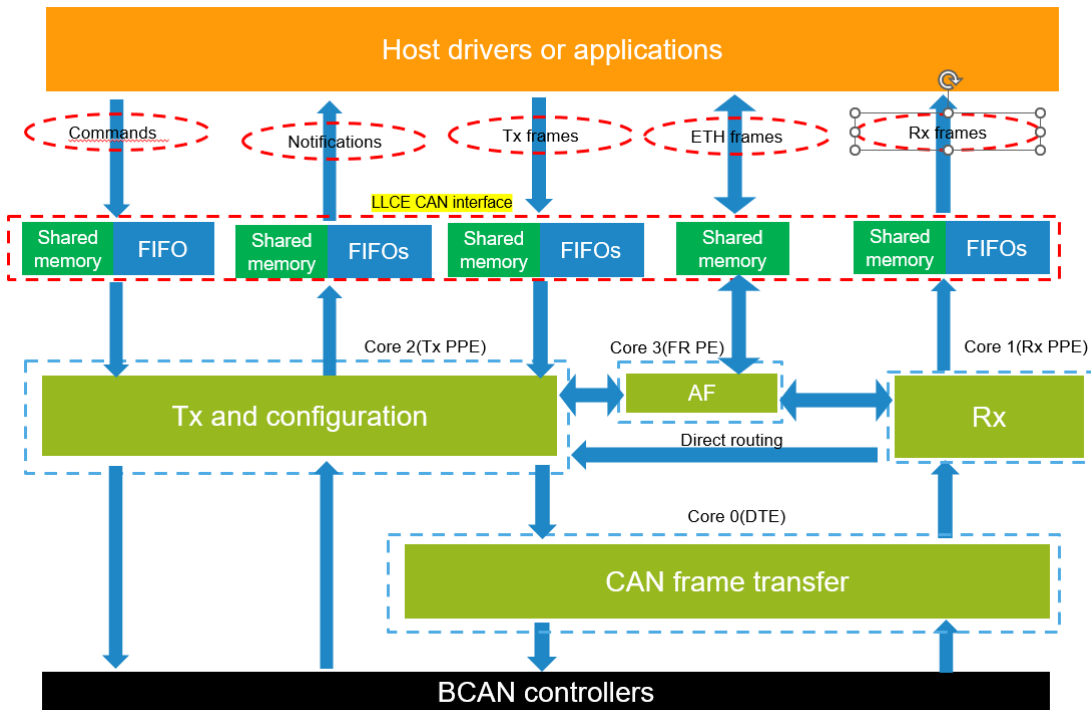 Host drivers or applications
Commands
Notifications
Tx frames
ETH frames
Rx frames
LLCE CAN interface
Shared
memory
FIFO
Shared
memory
FIFOs
Shared
memory
FIFOs
Shared
memory
Shared
memory
FIFOs
Core 2(Tx PPE)
Core 3(FR PE)
Core 1(Rx PPE)
Tx and configuration
AF
Rx
Direct routing
Core 0(DTE)
CAN frame transfer
BCAN controllers